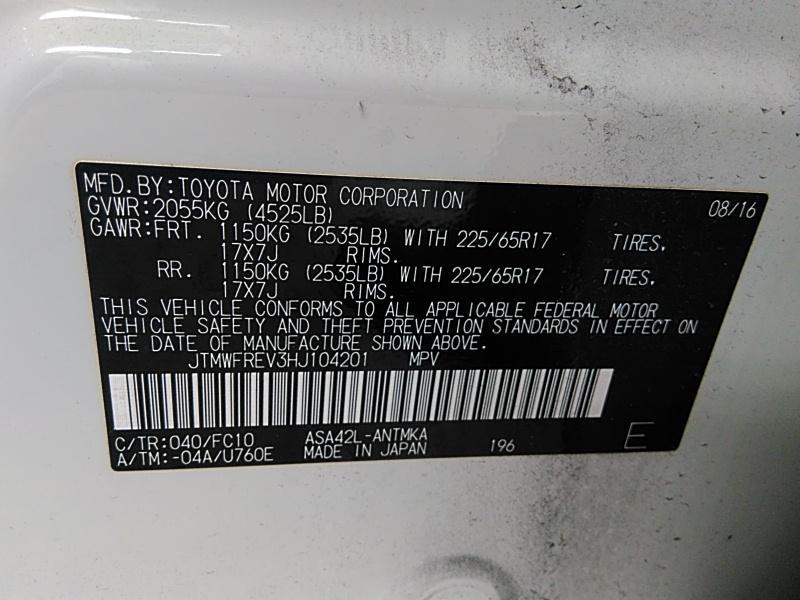 MFD.BY:TOYOTA MOTOR CORPORATION 08/16
GVWR:2055KG (4525LB)
GAWR:FRT. 1150KG (2535LB) WITH 225/65R17 TIRES.
17X7J RIMS.
RR. 1150KG (2535LB) WITH 225/65R17 TIRES.
17X7J RIMS.
THIS VEHICLE CONFORMS TO ALL APPLICABLE FEDERAL MOTOR
VEHICLE SAFETY AND THEFT PREVENTION STANDARDS IN EFFECT ON
THE DATE OF MANUFACTURE SHOWN ABOVE.
JTMWFREV3HJ104201 MPV
C/TR:040/FC10 ASA42L-ANTMKA 196 E
A/TM:-04A/U760E MADE IN JAPAN